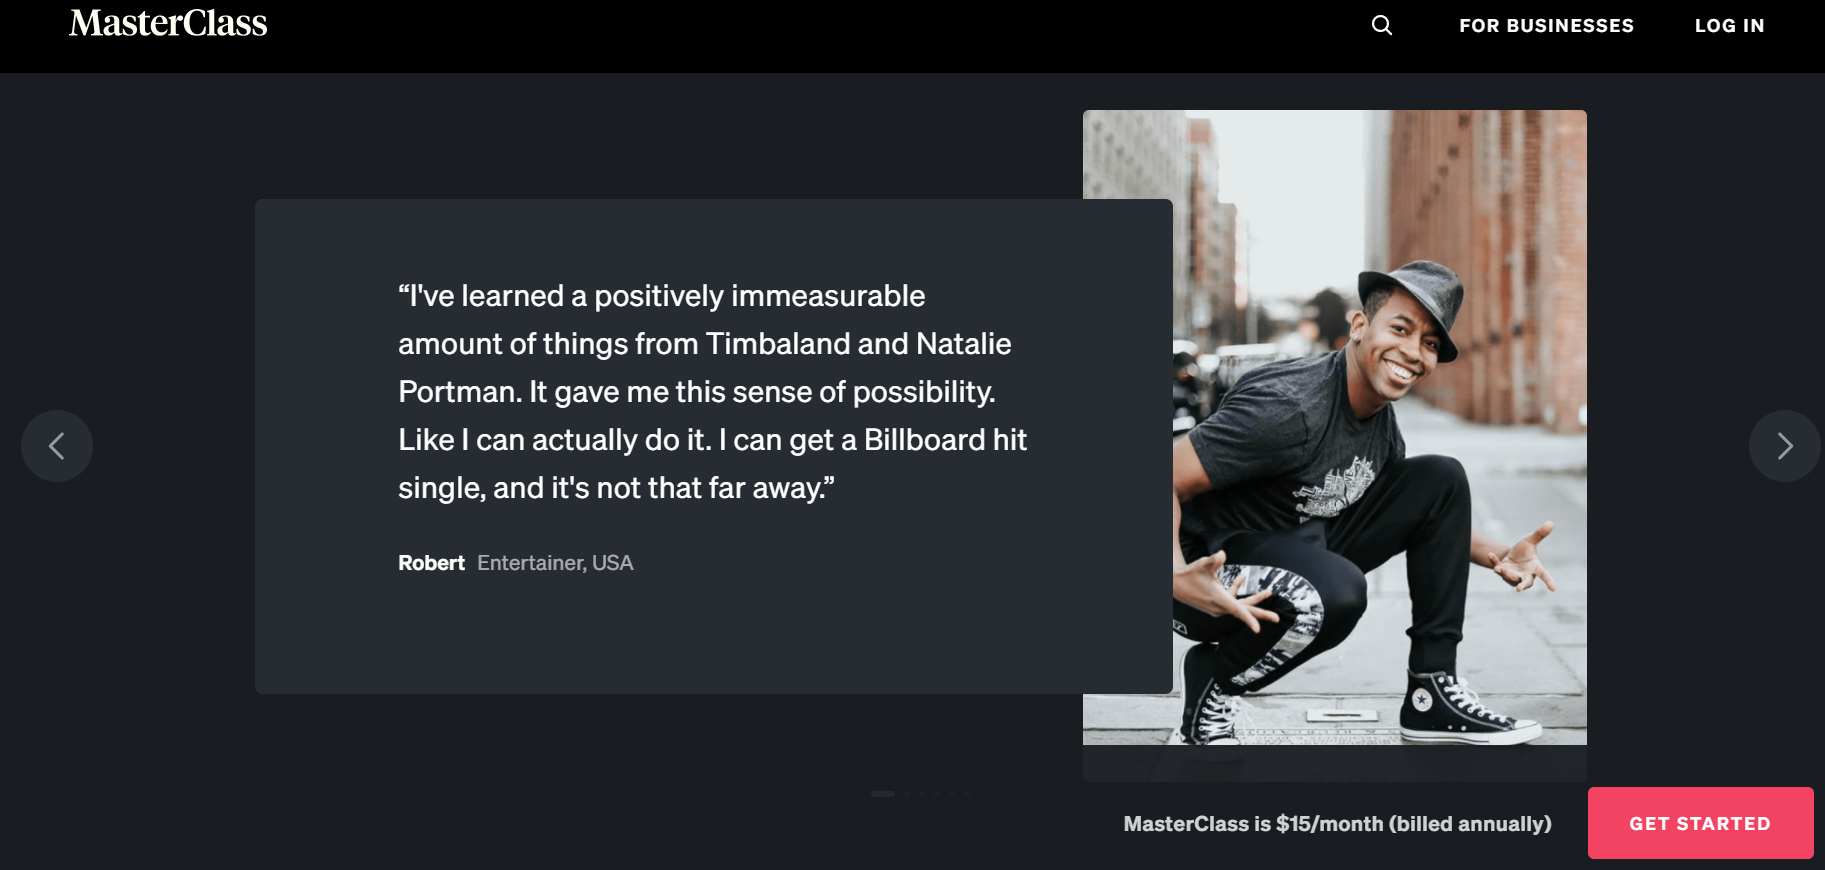 MasterClass
FOR BUSINESSES
LOG IN
“I've learned a positively immeasurable
amount of things from Timbaland and Natalie
Portman. It gave me this sense of possibility.
Like I can actually do it. I can get a Billboard hit
single, and it's not that far away.”
Robert Entertainer, USA
MasterClass is $15/month (billed annually)
GET STARTED